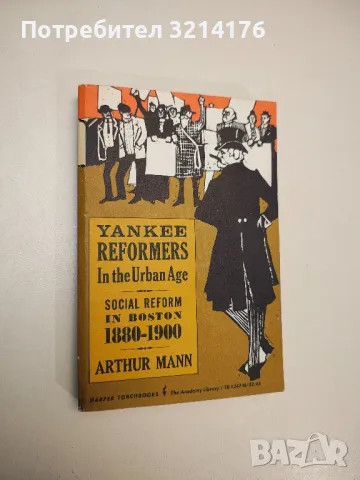 Потребител 3214176
YANKEE
REFORMERS
In the Urban Age
SOCIAL REFORM
IN BOSTON
1880-1900
ARTHUR MANN
HARPER TORCHBOOKS The Academy Library
bazar